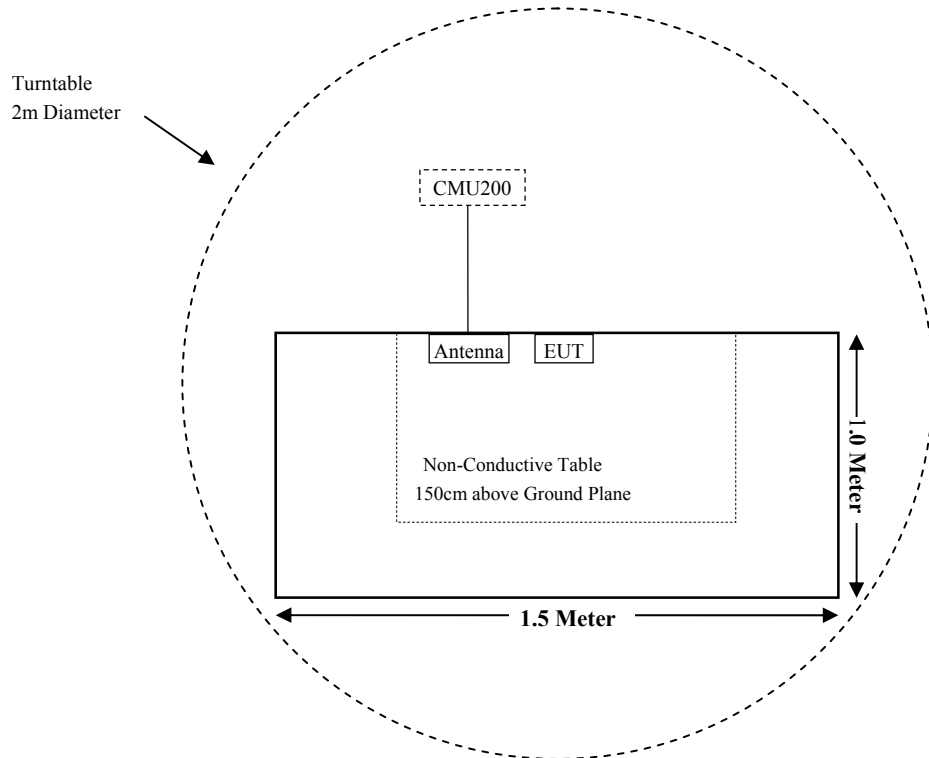 Turntable
2m Diameter
CMU200
Antenna
EUT
Non-Conductive Table
150cm above Ground Plane
1.0 Meter
1.5 Meter